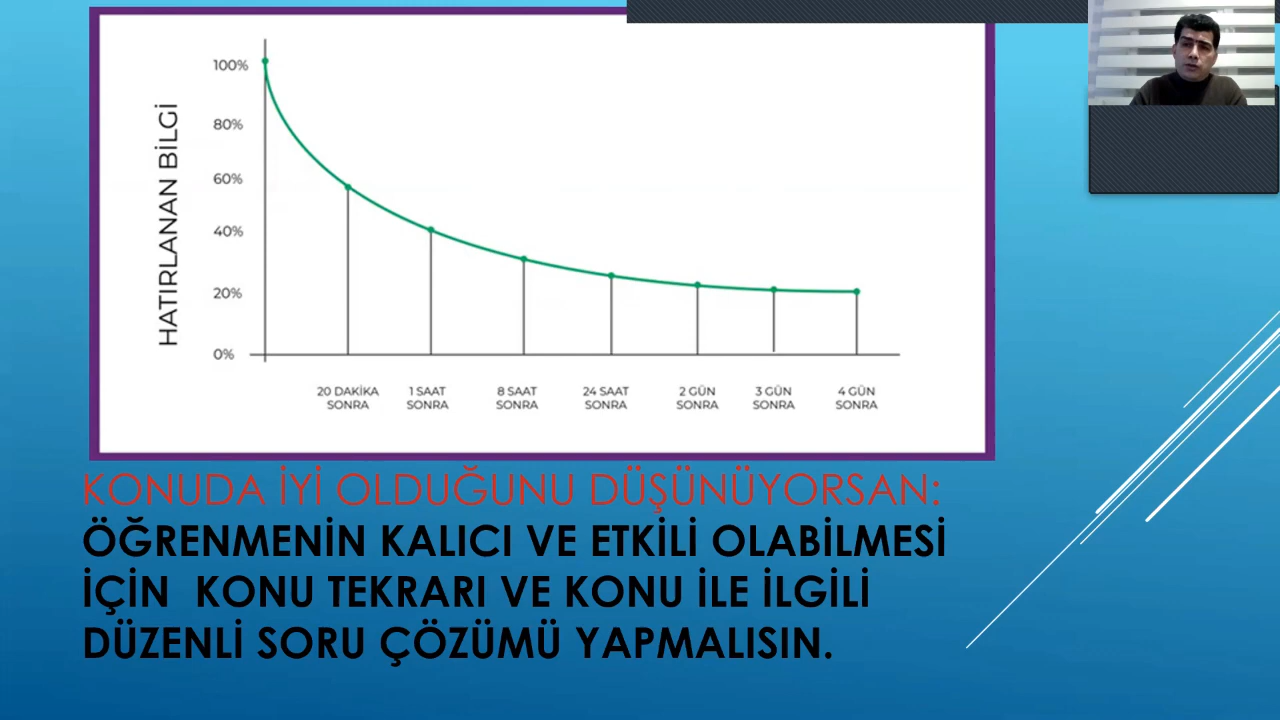 HATIRLANAN BİLGİ
100%
80%
60%
40%
20%
0%
20 DAKİKA SONRA
1 SAAT SONRA
8 SAAT SONRA
24 SAAT SONRA
2 GÜN SONRA
3 GÜN SONRA
4 GÜN SONRA
KONUDA İYİ OLDUĞUNU DÜŞÜNÜYORSAN:
ÖĞRENMENİN KALICI VE ETKİLİ OLABİLMESİ
İÇİN  KONU TEKRARI VE KONU İLE İLGİLİ
DÜZENLİ SORU ÇÖZÜMÜ YAPMALISIN.